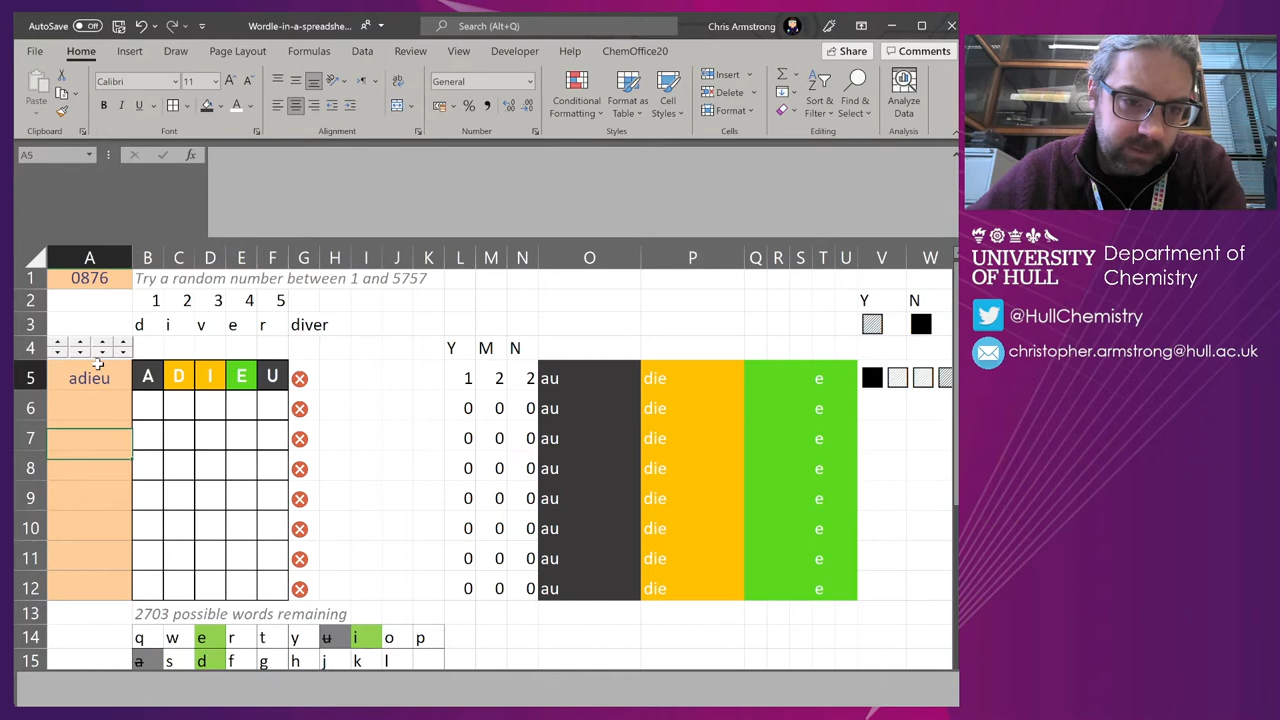 AutoSave Off Wordle-in-a-spreadshe... Search (Alt+Q) Chris Armstrong
File Home Insert Draw Page Layout Formulas Data Review View Developer Help ChemOffice20 Share Comments
Paste Calibri 11 A A B I U A General % , .00 Conditional Formatting Format as Table Cell Styles Insert Delete Format Sort & Filter Find & Select Analyze Data
Clipboard Font Alignment Number Styles Cells Editing Analysis
A5 fx
A B C D E F G H I J K L M N O P Q R S T U V W
1 0876 Try a random number between 1 and 5757
2 1 2 3 4 5 Y N
3 d i v e r diver
4 Y M N
5 adieu A D I E U 1 2 2 au die e
6 0 0 0 au die e
7 0 0 0 au die e
8 0 0 0 au die e
9 0 0 0 au die e
10 0 0 0 au die e
11 0 0 0 au die e
12 0 0 0 au die e
13 2703 possible words remaining
14 q w e r t y u i o p
15 a s d f g h j k l
UNIVERSITY OF HULL
Department of Chemistry
@HullChemistry
christopher.armstrong@hull.ac.uk